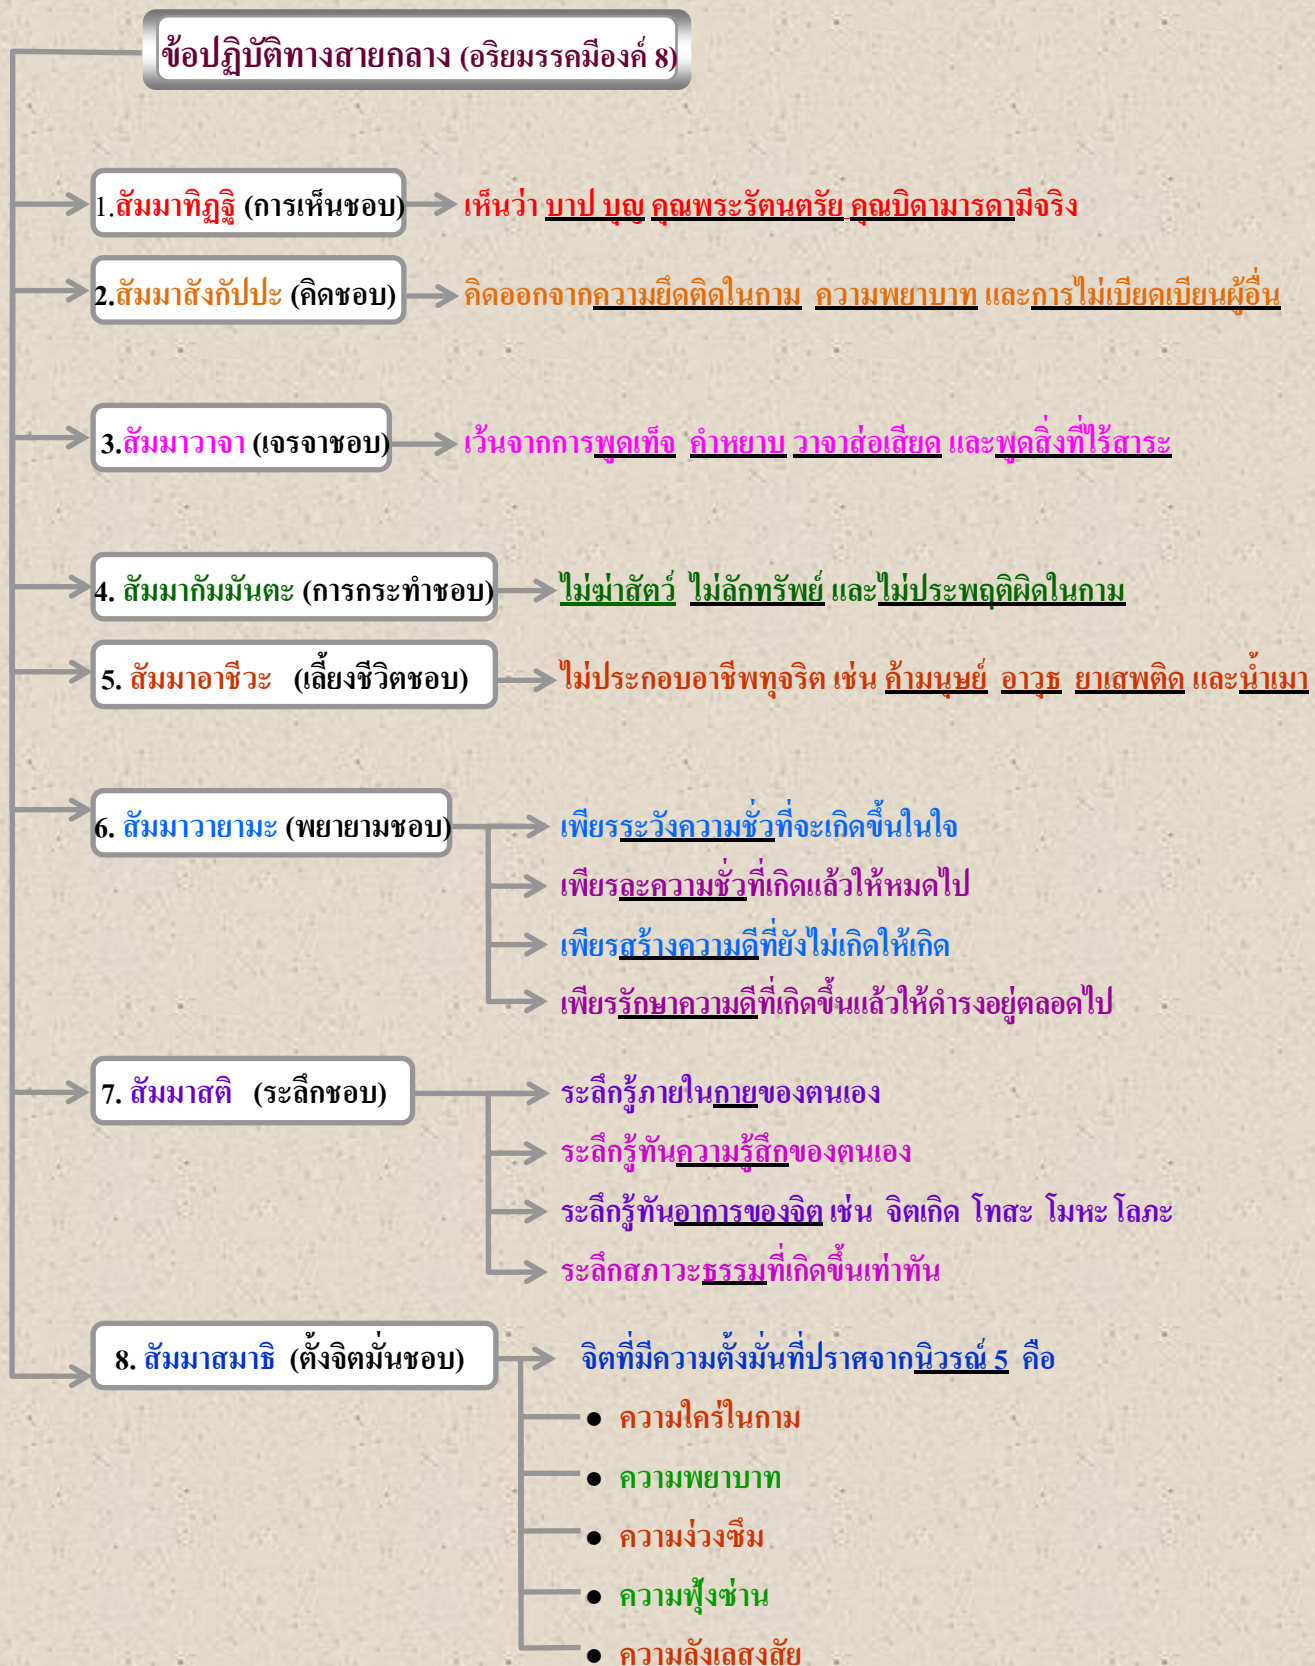 ข้อปฏิบัติทางสายกลาง (อริยมรรคมีองค์ 8)
1.สัมมาทิฏฐิ (การเห็นชอบ) เห็นว่า บาป บุญ คุณพระรัตนตรัย คุณบิดามารดามีจริง
2.สัมมาสังกัปปะ (คิดชอบ) คิดออกจากความยึดติดในกาม ความพยาบาท และการไม่เบียดเบียนผู้อื่น
3.สัมมาวาจา (เจรจาชอบ) เว้นจากการพูดเท็จ คำหยาบ วาจาส่อเสียด และพูดสิ่งที่ไร้สาระ
4. สัมมากัมมันตะ (การกระทำชอบ) ไม่ฆ่าสัตว์ ไม่ลักทรัพย์ และไม่ประพฤติผิดในกาม
5. สัมมาอาชีวะ (เลี้ยงชีวิตชอบ) ไม่ประกอบอาชีพทุจริต เช่น ค้ามนุษย์ อาวุธ ยาเสพติด และน้ำเมา
6. สัมมาวายามะ (พยายามชอบ) เพียรระวังความชั่วที่จะเกิดขึ้นในใจ
เพียรละความชั่วที่เกิดแล้วให้หมดไป
เพียรสร้างความดีที่ยังไม่เกิดให้เกิด
เพียรรักษาความดีที่เกิดขึ้นแล้วให้ดำรงอยู่ตลอดไป
7. สัมมาสติ (ระลึกชอบ) ระลึกรู้ภายในกายของตนเอง
ระลึกรู้ทันความรู้สึกของตนเอง
ระลึกรู้ทันอาการของจิต เช่น จิตเกิด โทสะ โมหะ โลภะ
ระลึกสภาวะธรรมที่เกิดขึ้นเท่าทัน
8. สัมมาสมาธิ (ตั้งจิตมั่นชอบ) จิตที่มีความตั้งมั่นที่ปราศจากนิวรณ์ 5 คือ
● ความใคร่ในกาม
● ความพยาบาท
● ความง่วงซึม
● ความฟุ้งซ่าน
● ความลังเลสงสัย